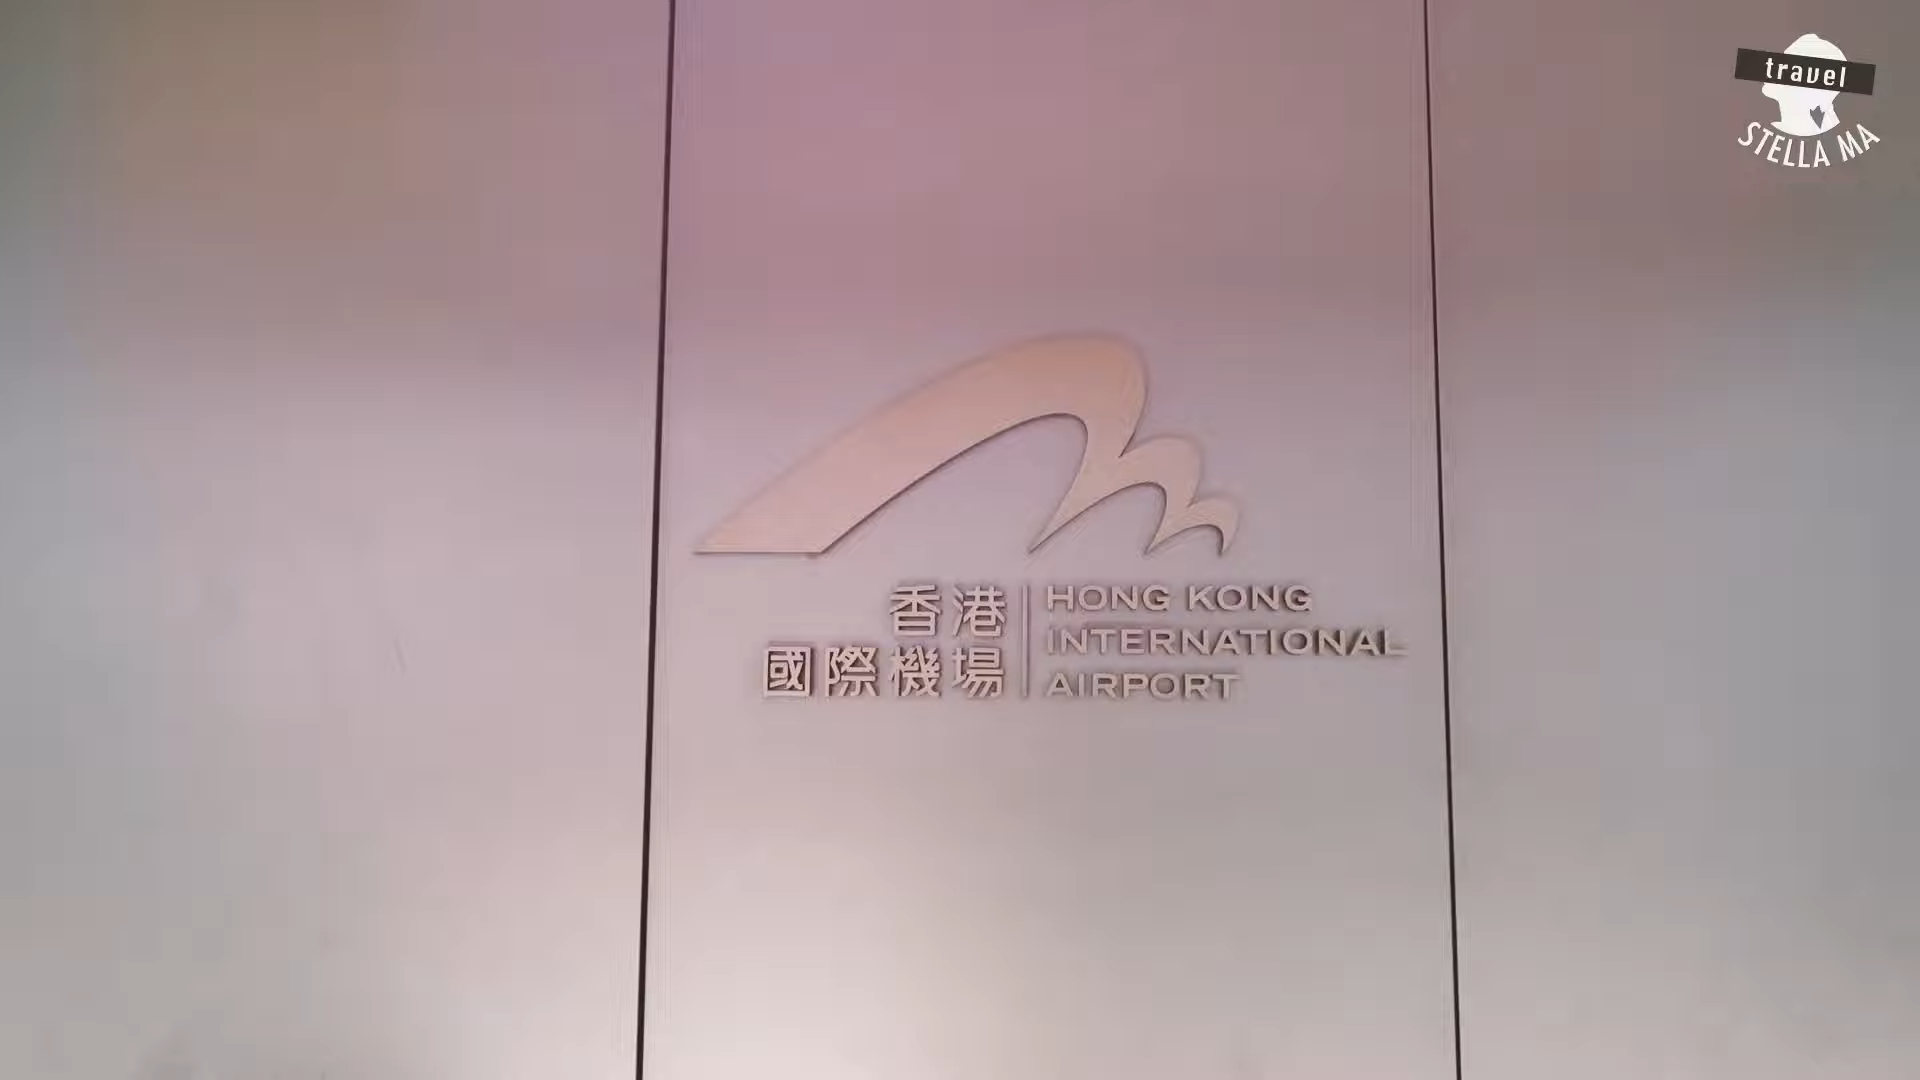 travel
STELLA MA
香港
國際機場
HONG KONG
INTERNATIONAL
AIRPORT